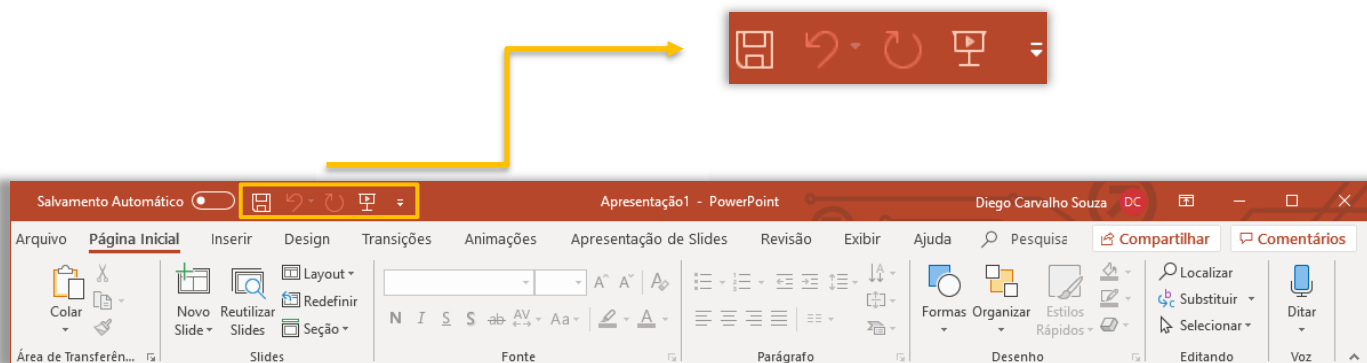 Salvamento Automático Apresentação1 - PowerPoint Diego Carvalho Souza DC
Arquivo Página Inicial Inserir Design Transições Animações Apresentação de Slides Revisão Exibir Ajuda Pesquisa Compartilhar Comentários
Colar
Novo Slide
Reutilizar Slides
Layout
Redefinir
Seção
N I S S ab AV Aa A
A A A
Formas Organizar Estilos Rápidos
Localizar
Substituir
Selecionar
Ditar
Área de Transferên... Slides Fonte Parágrafo Desenho Editando Voz